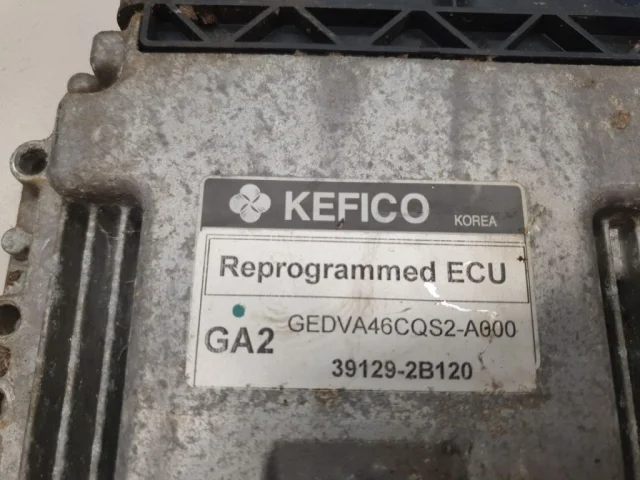 KEFICO KOREA
Reprogrammed ECU
GEDVA46CQS2-A000
GA2
39129-2B120